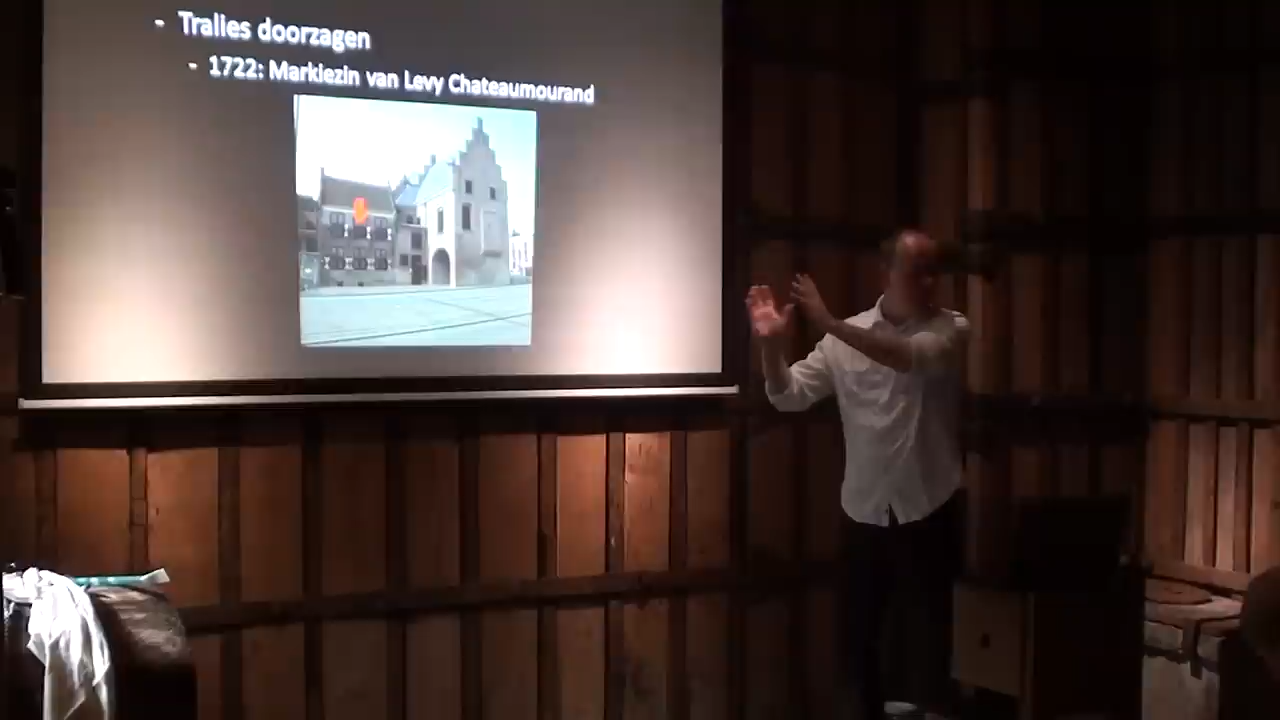 - Tralies doorzagen
- 1722: Markiezin van Levy Chateaumourand